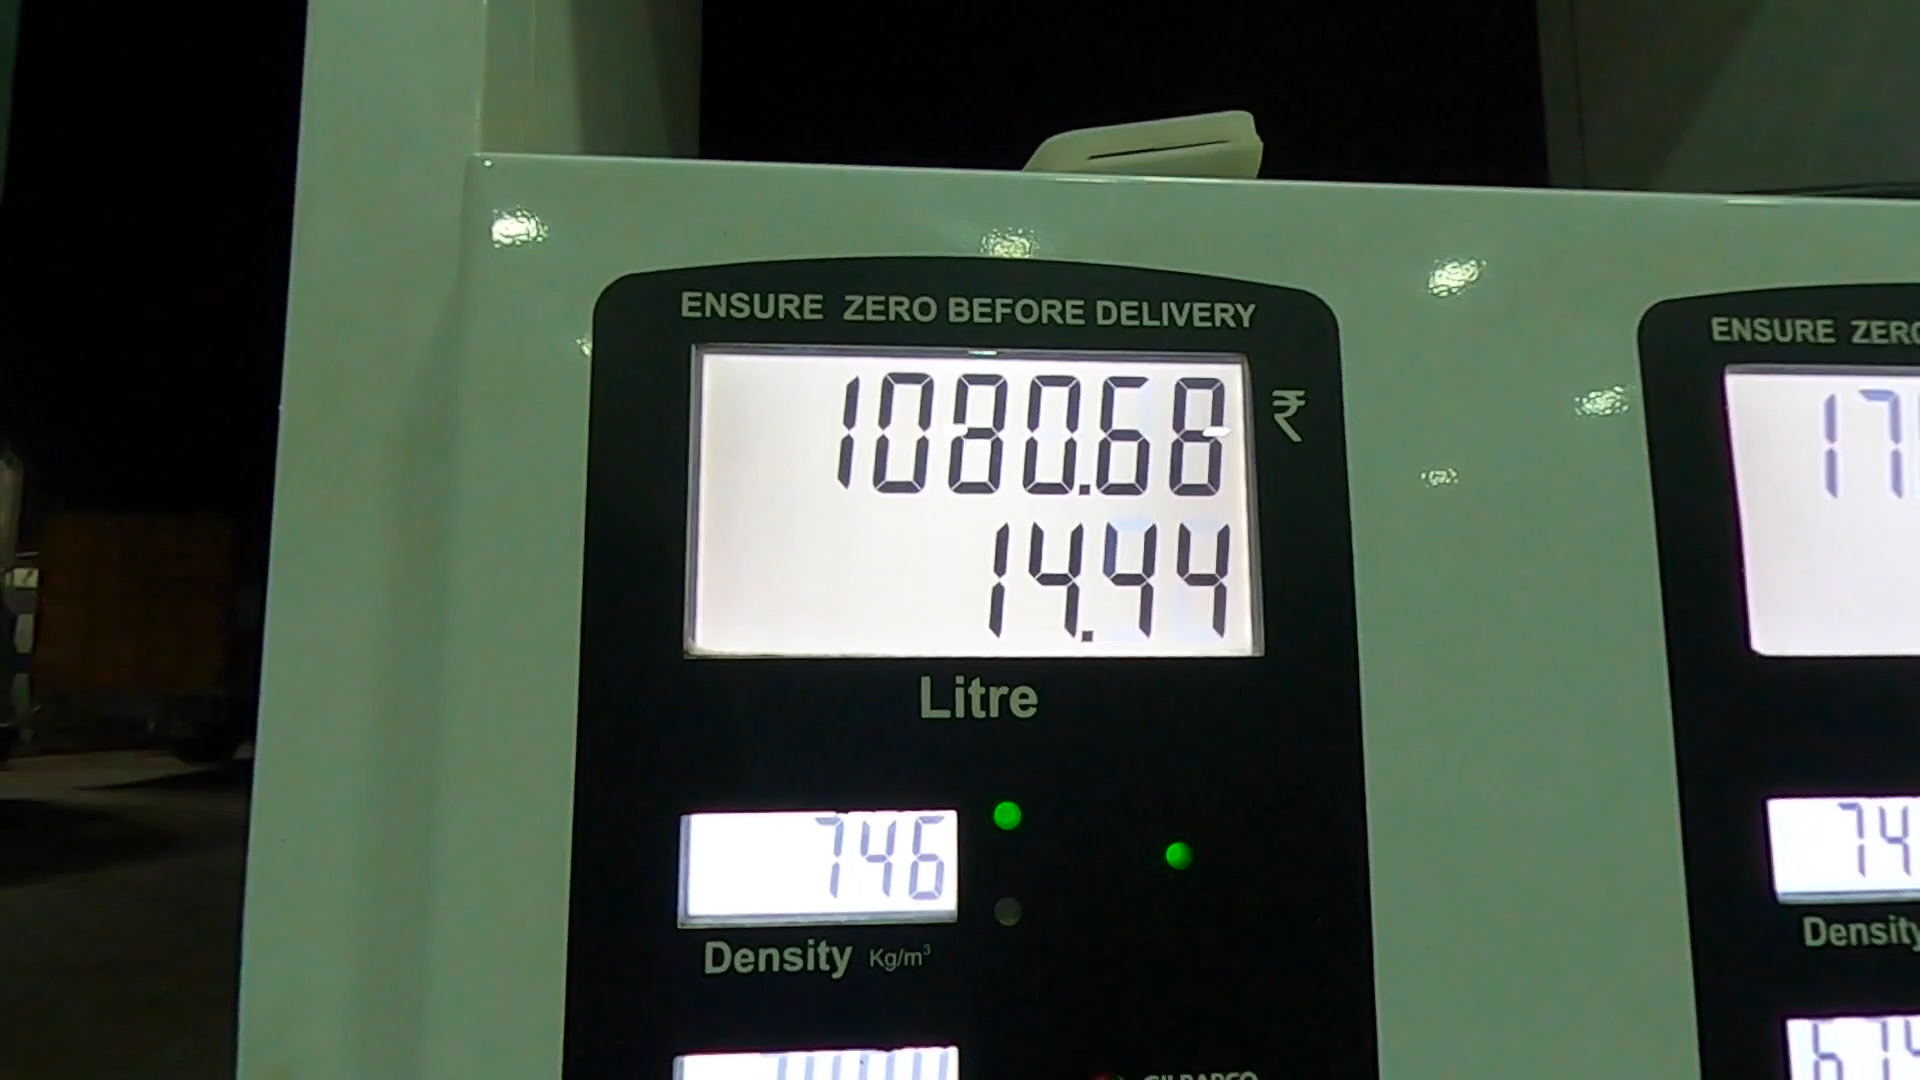 ENSURE ZERO BEFORE DELIVERY
1080.68 ₹
14.44
Litre
746
Density Kg/m³
ENSURE ZERO
17
74
Density